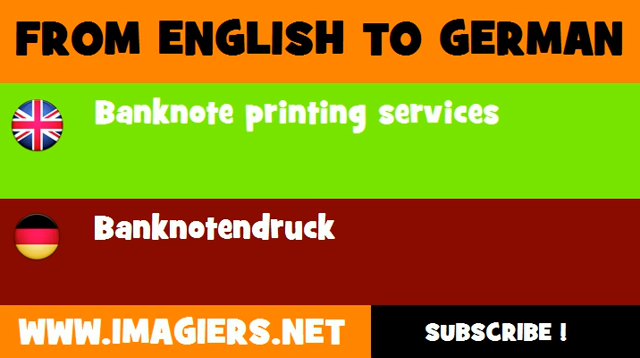 FROM ENGLISH TO GERMAN
Banknote printing services
Banknotendruck
WWW.IMAGIERS.NET
SUBSCRIBE !